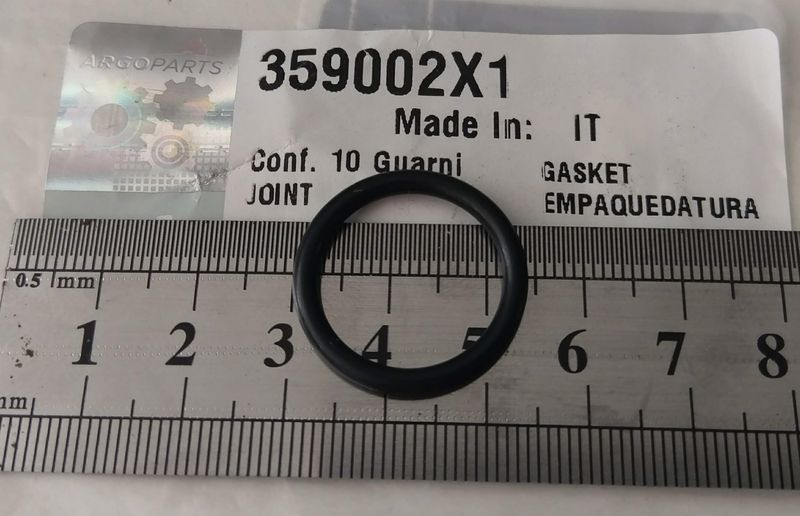 ARGOPARTS
359002X1
Made In: IT
Conf. 10 Guarni
GASKET
JOINT
EMPAQUEDATURA
0.5 1mm
1 2 3 4 5 6 7 8
mm